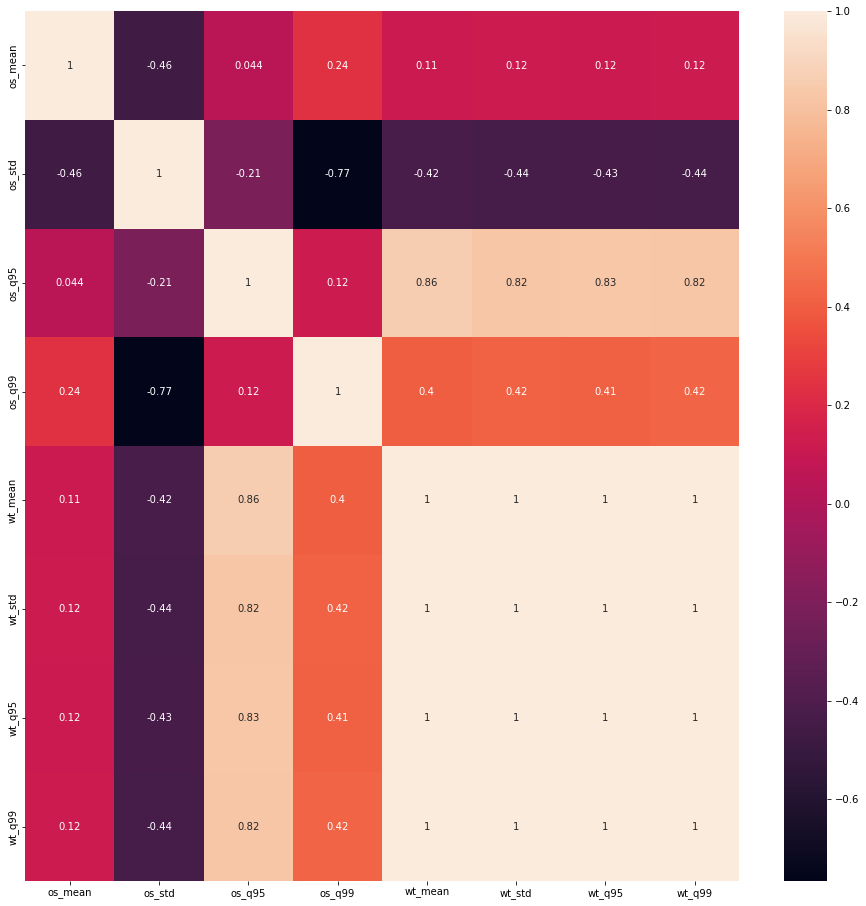 os_mean 1 -0.46 0.044 0.24 0.11 0.12 0.12 0.12
os_std -0.46 1 -0.21 -0.77 -0.42 -0.44 -0.43 -0.44
os_q95 0.044 -0.21 1 0.12 0.86 0.82 0.83 0.82
os_q99 0.24 -0.77 0.12 1 0.4 0.42 0.41 0.42
wt_mean 0.11 -0.42 0.86 0.4 1 1 1 1
wt_std 0.12 -0.44 0.82 0.42 1 1 1 1
wt_q95 0.12 -0.43 0.83 0.41 1 1 1 1
wt_q99 0.12 -0.44 0.82 0.42 1 1 1 1
os_mean os_std os_q95 os_q99 wt_mean wt_std wt_q95 wt_q99
1.0
0.8
0.6
0.4
0.2
0.0
−0.2
−0.4
−0.6